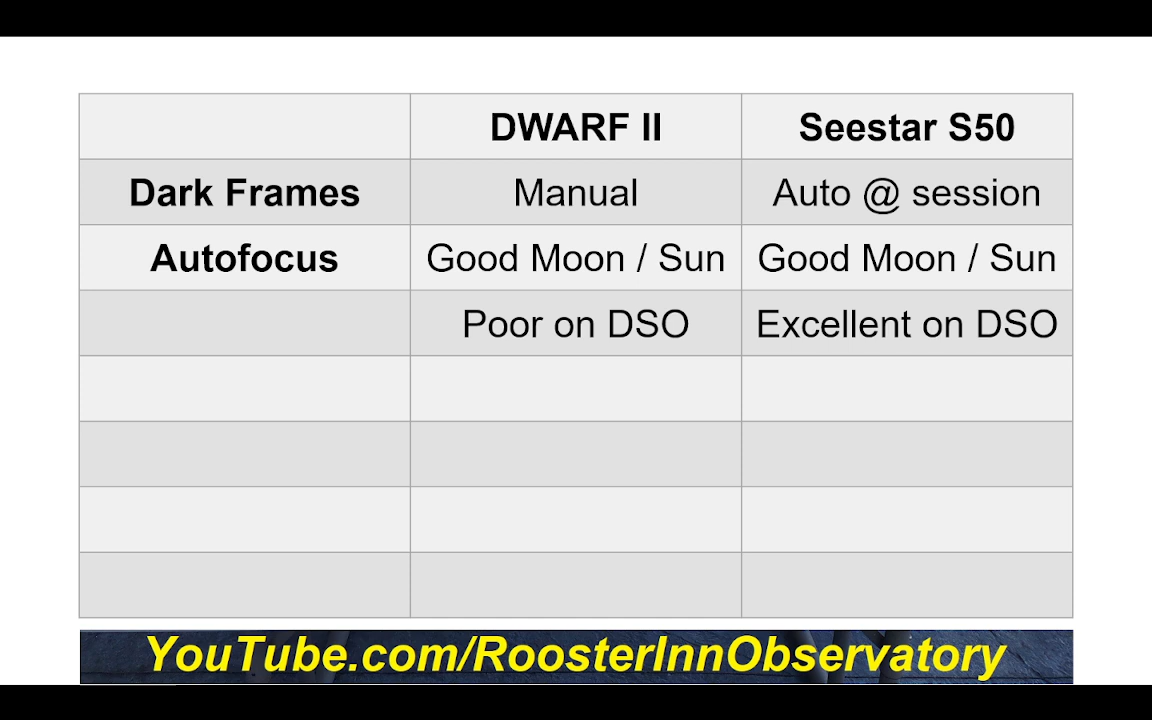 DWARF II Seestar S50
Dark Frames Manual Auto @ session
Autofocus Good Moon / Sun Good Moon / Sun
Poor on DSO Excellent on DSO
YouTube.com/RoosterInnObservatory